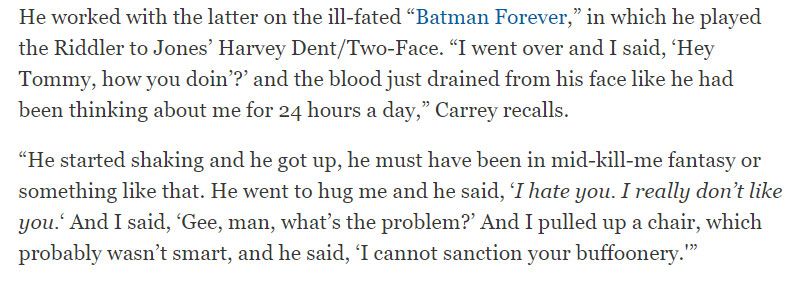 He worked with the latter on the ill-fated “Batman Forever,” in which he played
the Riddler to Jones’ Harvey Dent/Two-Face. “I went over and I said, ‘Hey
Tommy, how you doin’?’ and the blood just drained from his face like he had
been thinking about me for 24 hours a day,” Carrey recalls.
“He started shaking and he got up, he must have been in mid-kill-me fantasy or
something like that. He went to hug me and he said, ‘I hate you. I really don’t like
you.‘ And I said, ‘Gee, man, what’s the problem?’ And I pulled up a chair, which
probably wasn’t smart, and he said, ‘I cannot sanction your buffoonery.'”